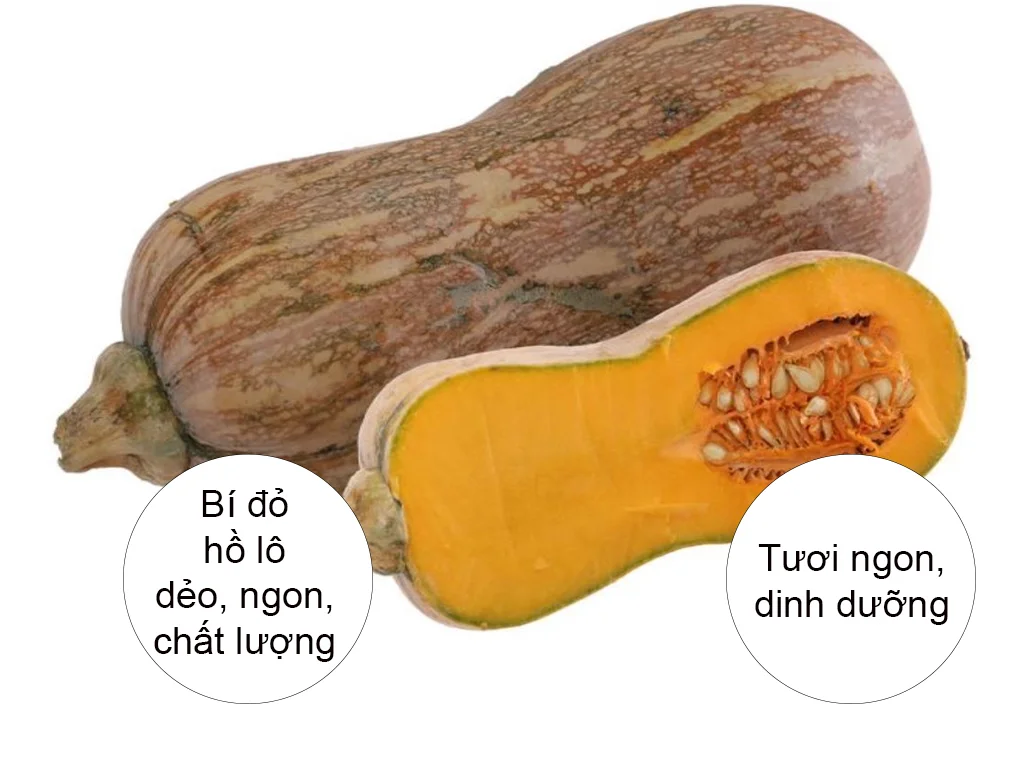 Bí đỏ
hồ lô
dẻo, ngon,
chất lượng
Tươi ngon,
dinh dưỡng